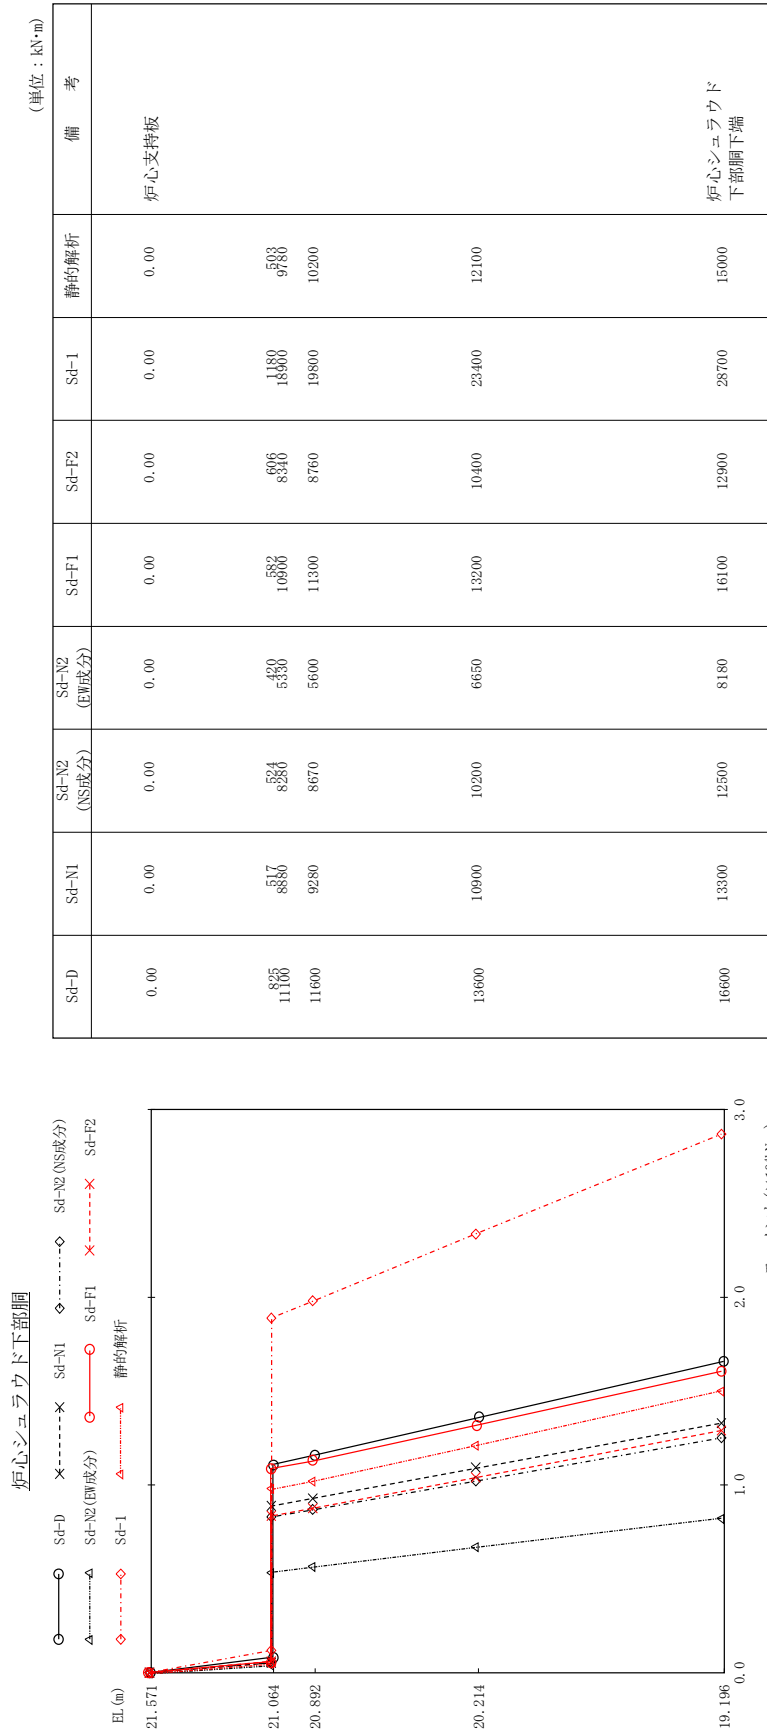 炉心シュラウド下部胴
Sd-D
Sd-N1
Sd-N2(NS成分)
Sd-N2(EW成分)
Sd-F1
Sd-F2
Sd-1
静的解析
EL(m)
21.571
21.064
20.892
20.214
19.196
0.0
1.0
2.0
3.0
(単位：kN・m)
Sd-D Sd-N1 Sd-N2 (NS成分) Sd-N2 (EW成分) Sd-F1 Sd-F2 Sd-1 静的解析 備 考
0.00 0.00 0.00 0.00 0.00 0.00 0.00 0.00 炉心支持板
825 517 524 420 582 606 1180 503
11100 8880 8280 5330 10900 8340 18900 9780
11600 9280 8670 5600 11300 8760 19800 10200
13600 10900 10200 6650 13200 10400 23400 12100
16600 13300 12500 8180 16100 12900 28700 15000 炉心シュラウド
下部胴下端